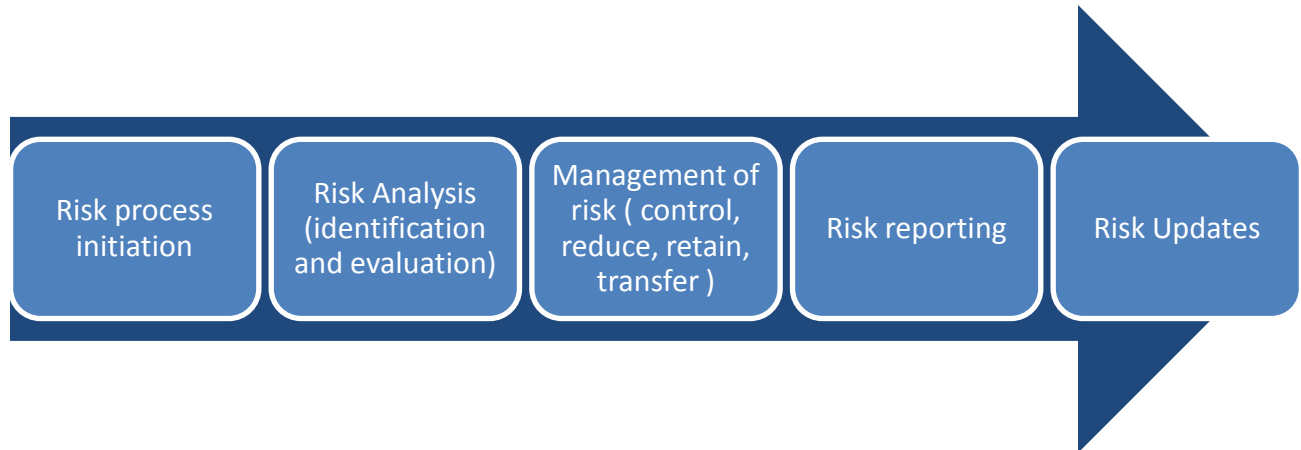 Risk process
initiation
Risk Analysis
(identification
and evaluation)
Management of
risk ( control,
reduce, retain,
transfer )
Risk reporting
Risk Updates